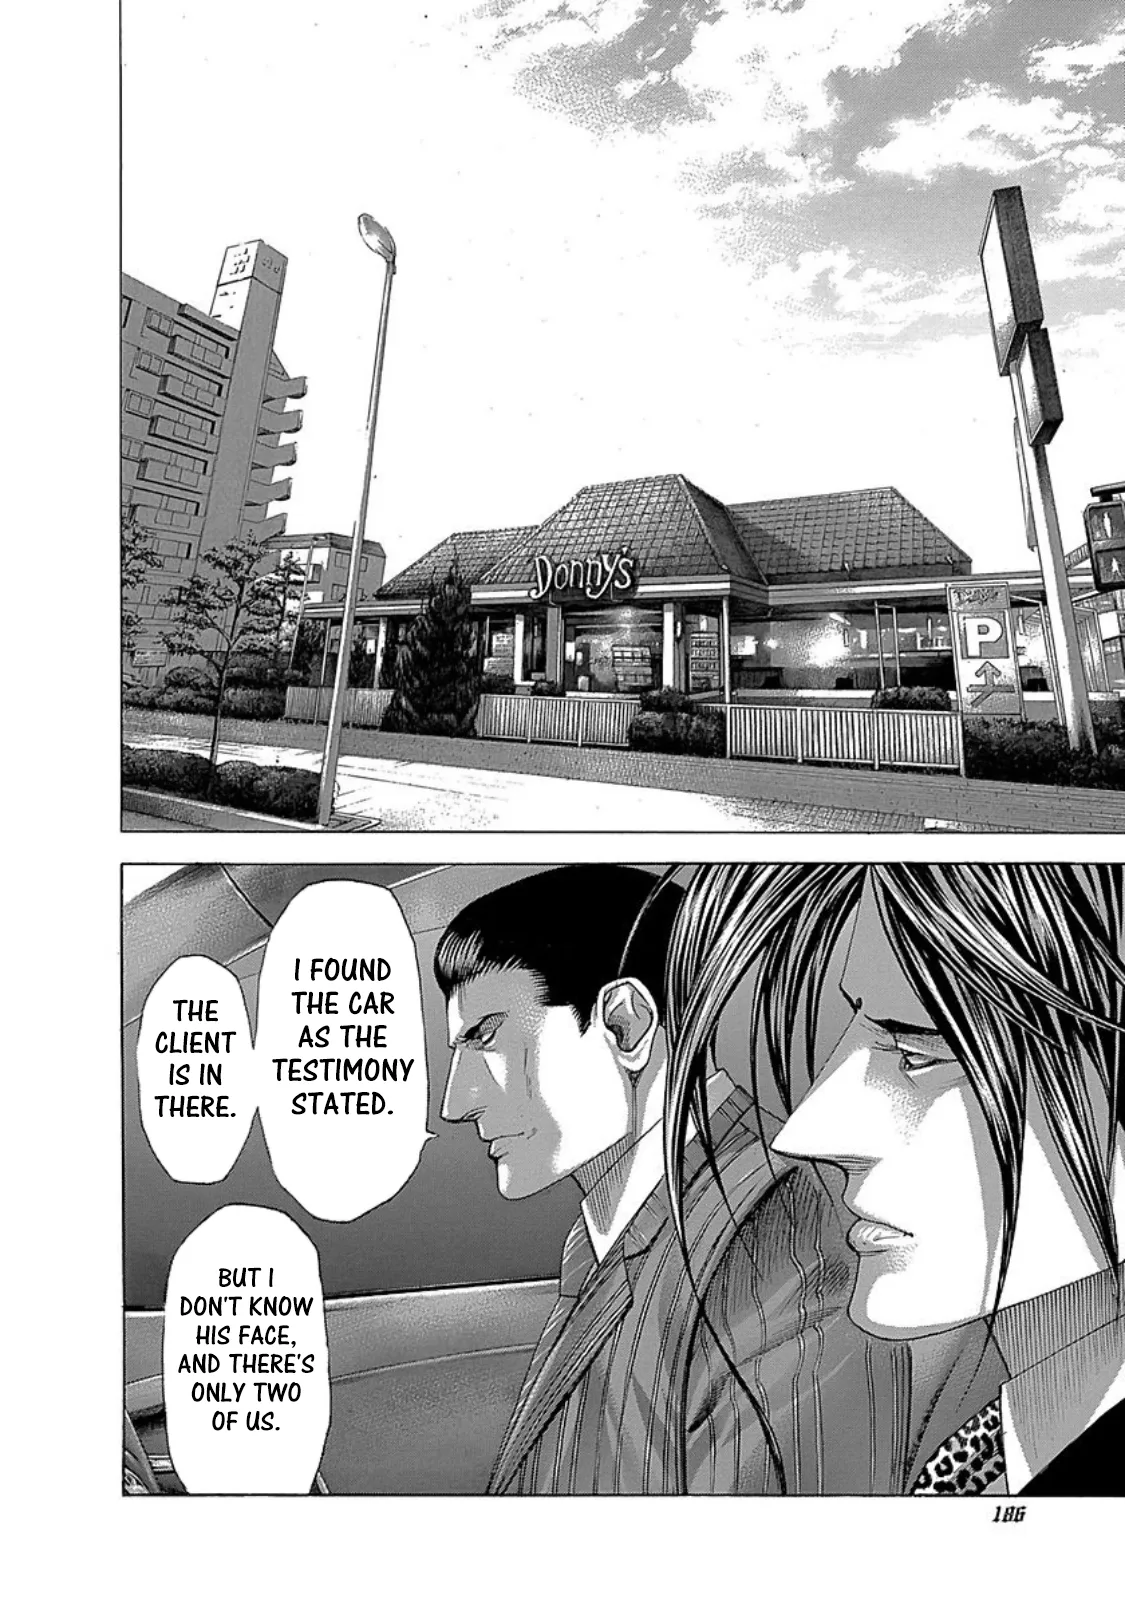 Donny's
P
I FOUND
THE CAR
AS THE
TESTIMONY
STATED.
THE
CLIENT
IS IN
THERE.
BUT I
DON'T KNOW
HIS FACE,
AND THERE'S
ONLY TWO
OF US.
186